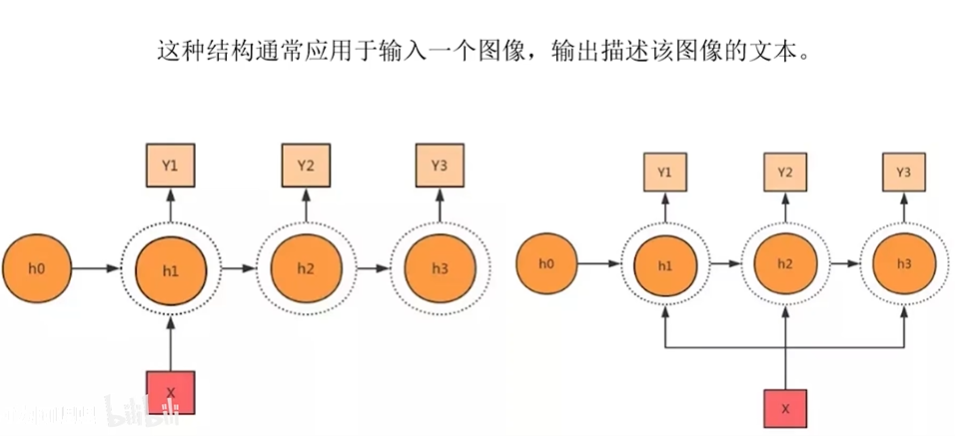 这种结构通常应用于输入一个图像，输出描述该图像的文本。
Y1 Y2 Y3
Y1 Y2 Y3
h0 h1 h2 h3
h0 h1 h2 h3
X
X
bilibili